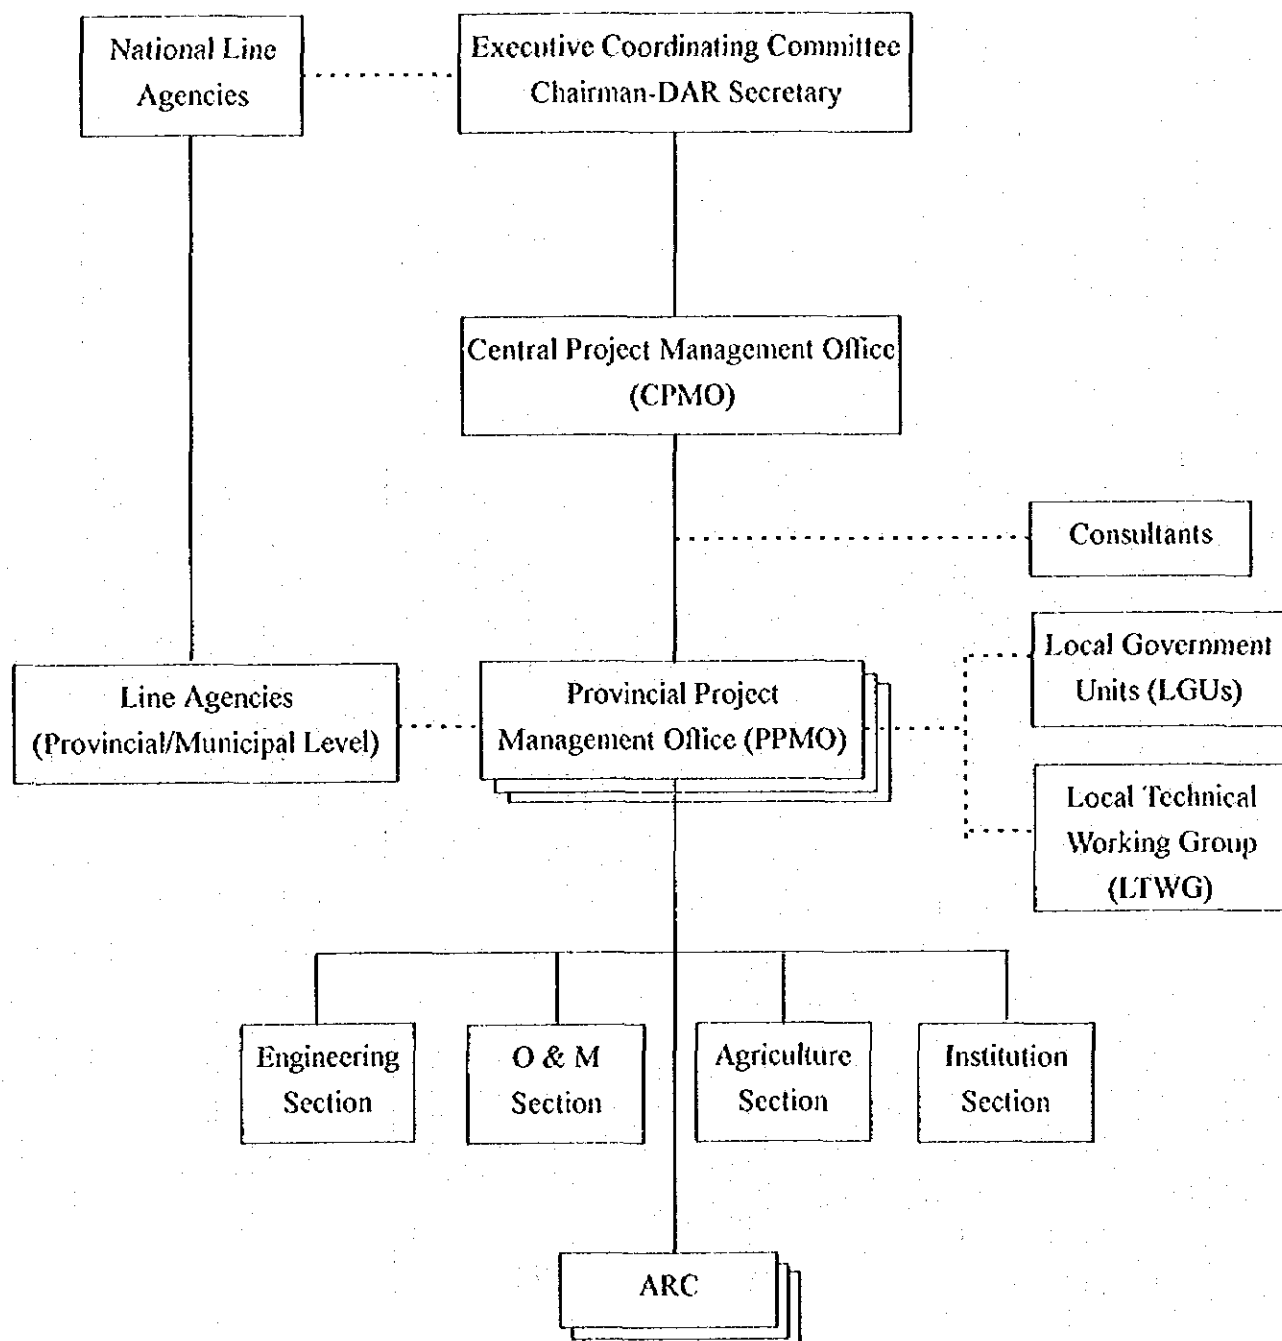 National Line
Agencies
Executive Coordinating Committee
Chairman-DAR Secretary
Central Project Management Office
(CPMO)
Consultants
Local Government
Units (LGUs)
Line Agencies
(Provincial/Municipal Level)
Provincial Project
Management Office (PPMO)
Local Technical
Working Group
(LTWG)
Engineering
Section
O & M
Section
Agriculture
Section
Institution
Section
ARC